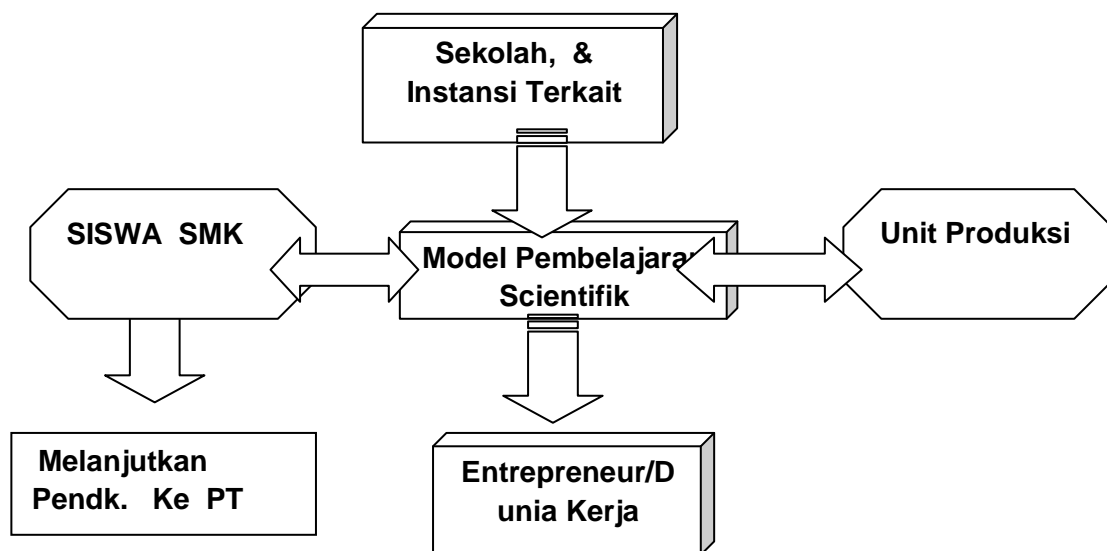 Sekolah, &
Instansi Terkait
SISWA SMK
Model Pembelajaran
Scientifik
Unit Produksi
Melanjutkan
Pendk. Ke PT
Entrepreneur/D
unia Kerja